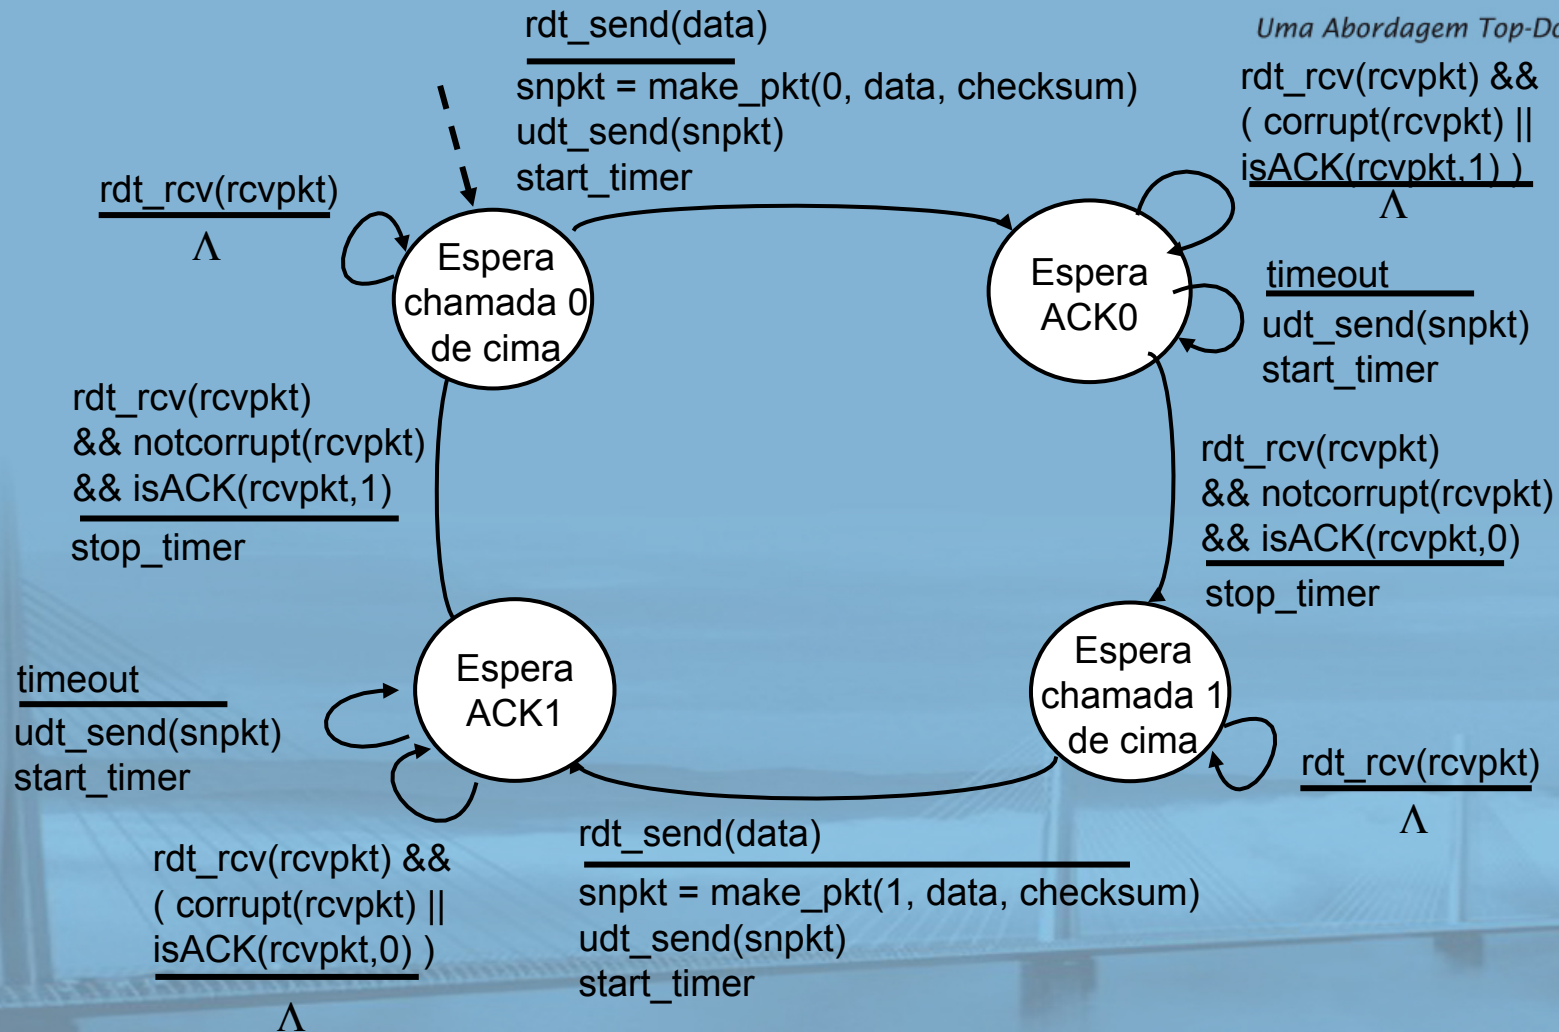 Uma Abordagem Top-Do
rdt_send(data)
snpkt = make_pkt(0, data, checksum)
udt_send(snpkt)
start_timer
rdt_rcv(rcvpkt) &&
( corrupt(rcvpkt) ||
isACK(rcvpkt,1) )
Λ
rdt_rcv(rcvpkt)
Λ
Espera
chamada 0
de cima
Espera
ACK0
timeout
udt_send(snpkt)
start_timer
rdt_rcv(rcvpkt)
&& notcorrupt(rcvpkt)
&& isACK(rcvpkt,1)
stop_timer
rdt_rcv(rcvpkt)
&& notcorrupt(rcvpkt)
&& isACK(rcvpkt,0)
stop_timer
Espera
ACK1
Espera
chamada 1
de cima
timeout
udt_send(snpkt)
start_timer
rdt_rcv(rcvpkt)
Λ
rdt_rcv(rcvpkt) &&
( corrupt(rcvpkt) ||
isACK(rcvpkt,0) )
Λ
rdt_send(data)
snpkt = make_pkt(1, data, checksum)
udt_send(snpkt)
start_timer